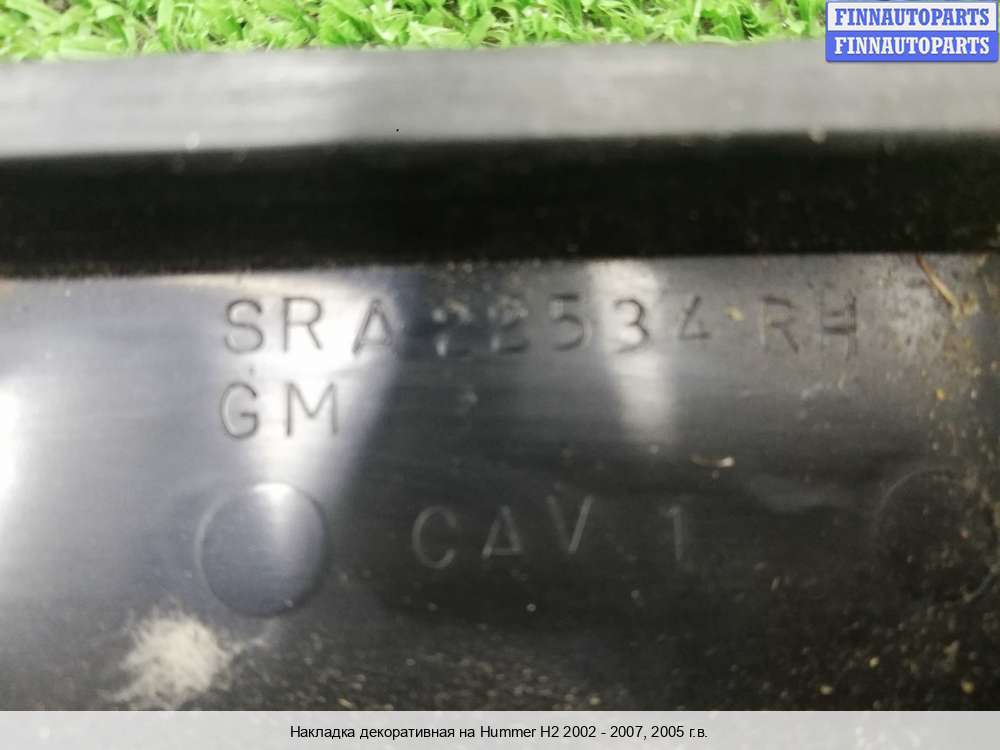 FINNAUTOPARTS
FINNAUTOPARTS
SRA22534 RH
GM
CAV 1
Накладка декоративная на Hummer H2 2002 - 2007, 2005 г.в.